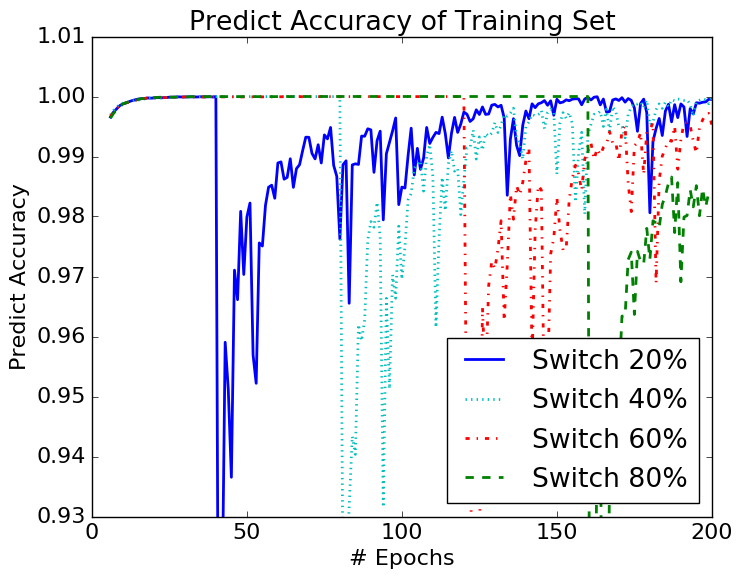 Predict Accuracy of Training Set
1.01
1.00
0.99
0.98
0.97
0.96
0.95
0.94
0.93
Predict Accuracy
Switch 20%
Switch 40%
Switch 60%
Switch 80%
0
50
100
150
200
# Epochs